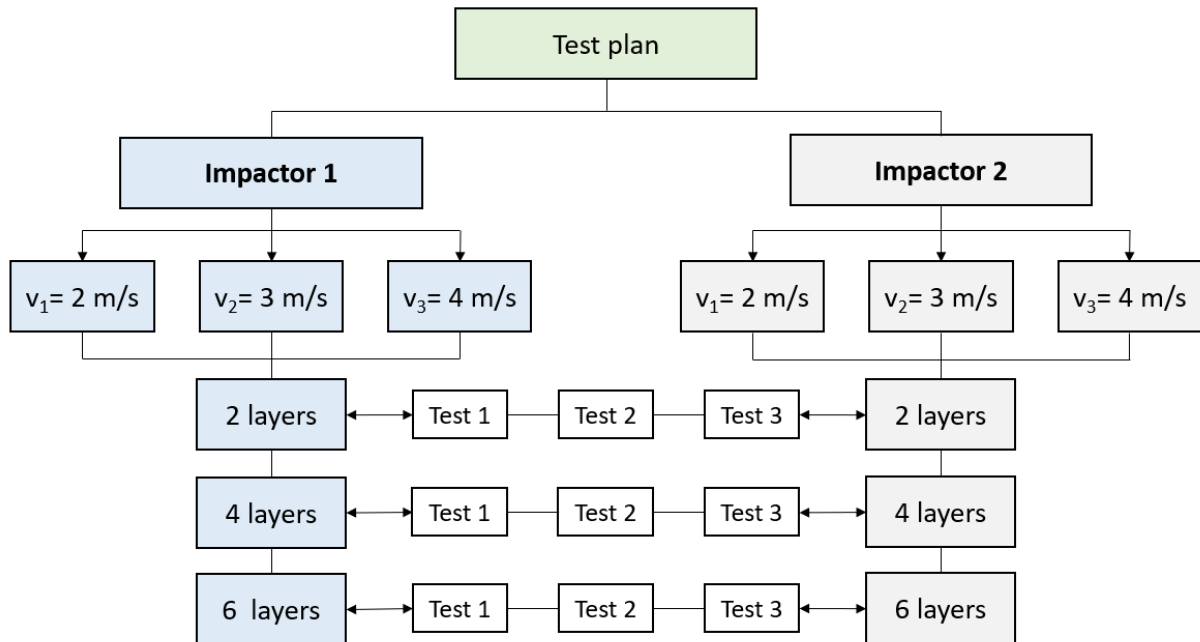 Test plan
Impactor 1
Impactor 2
v₁= 2 m/s
v₂= 3 m/s
v₃= 4 m/s
v₁= 2 m/s
v₂= 3 m/s
v₃= 4 m/s
2 layers
Test 1
Test 2
Test 3
2 layers
4 layers
Test 1
Test 2
Test 3
4 layers
6 layers
Test 1
Test 2
Test 3
6 layers